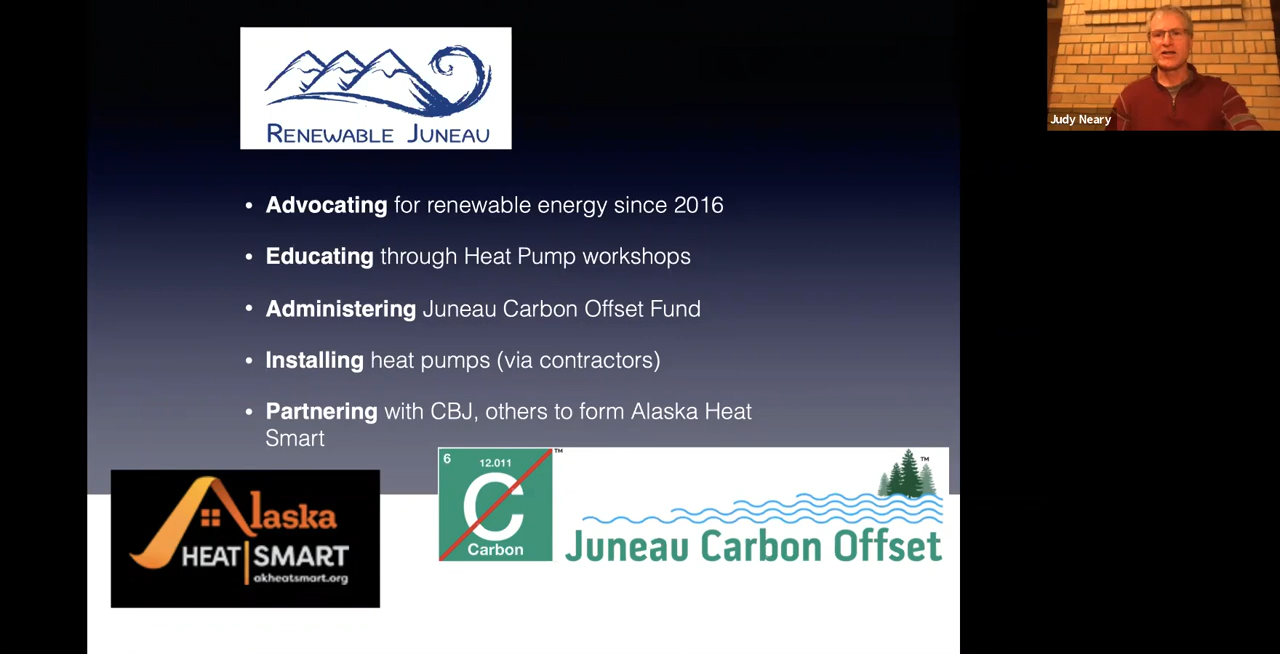 RENEWABLE JUNEAU
Judy Neary
• Advocating for renewable energy since 2016
• Educating through Heat Pump workshops
• Administering Juneau Carbon Offset Fund
• Installing heat pumps (via contractors)
• Partnering with CBJ, others to form Alaska Heat
Smart
Alaska
HEAT SMART
akheatsmart.org
6
12.011
C
Carbon
™
™
Juneau Carbon Offset